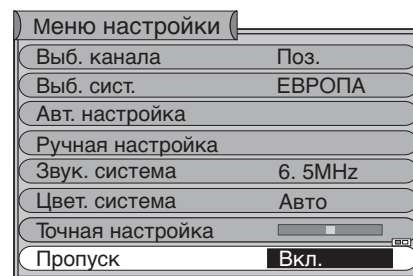 Меню настройки
Выб. канала Поз.
Выб. сист. ЕВРОПА
Авт. настройка
Ручная настройка
Звук. система 6. 5MHz
Цвет. система Авто
Точная настройка
Пропуск Вкл.